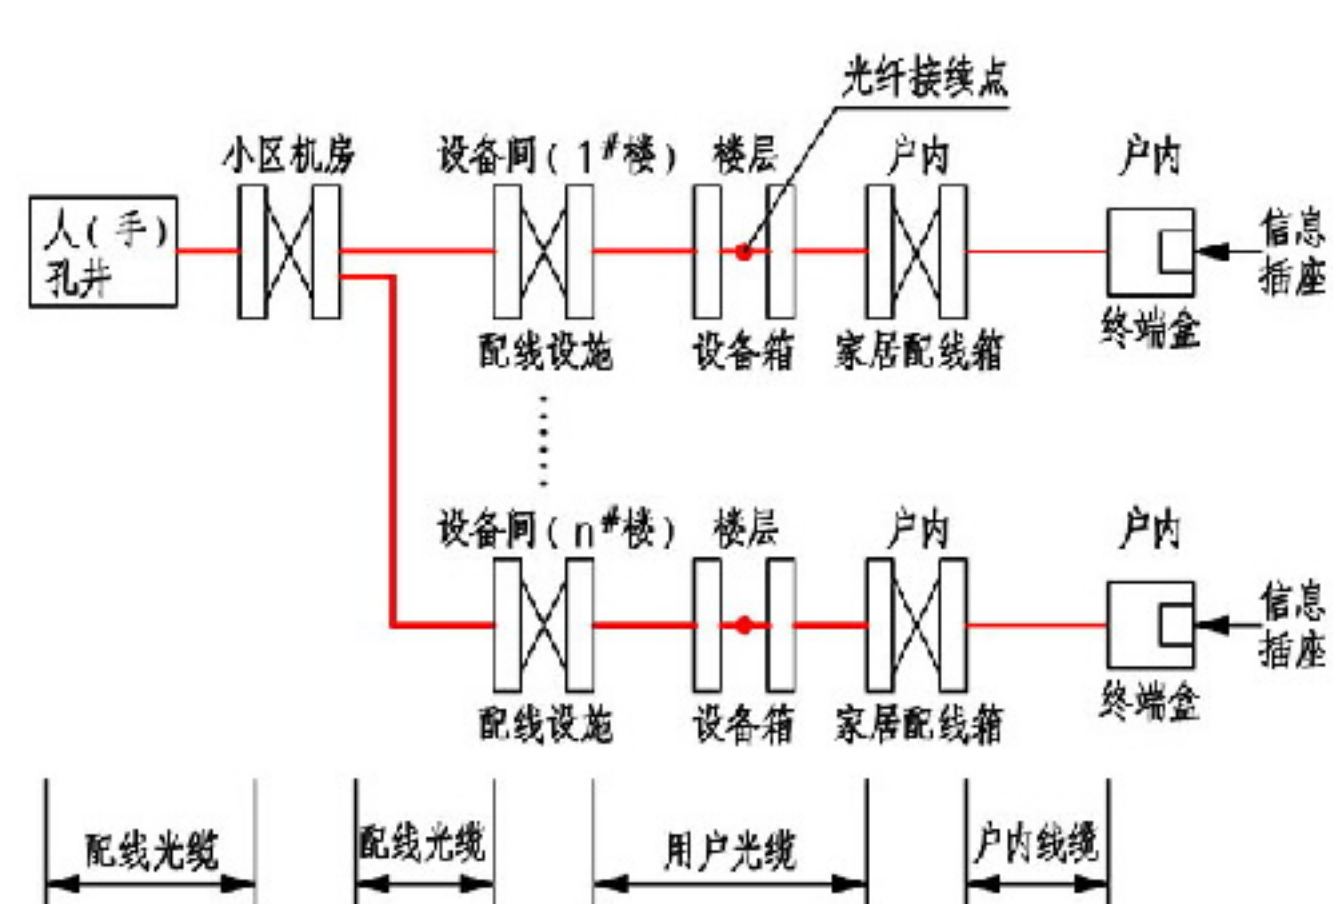 光纤接续点
小区机房
设备间(1#楼)
楼层
户内
户内
人(手)
孔井
信息
插座
配线设施
设备箱
家居配线箱
终端盒
设备间(n#楼)
楼层
户内
户内
信息
插座
配线设施
设备箱
家居配线箱
终端盒
配线光缆
配线光缆
用户光缆
户内线缆